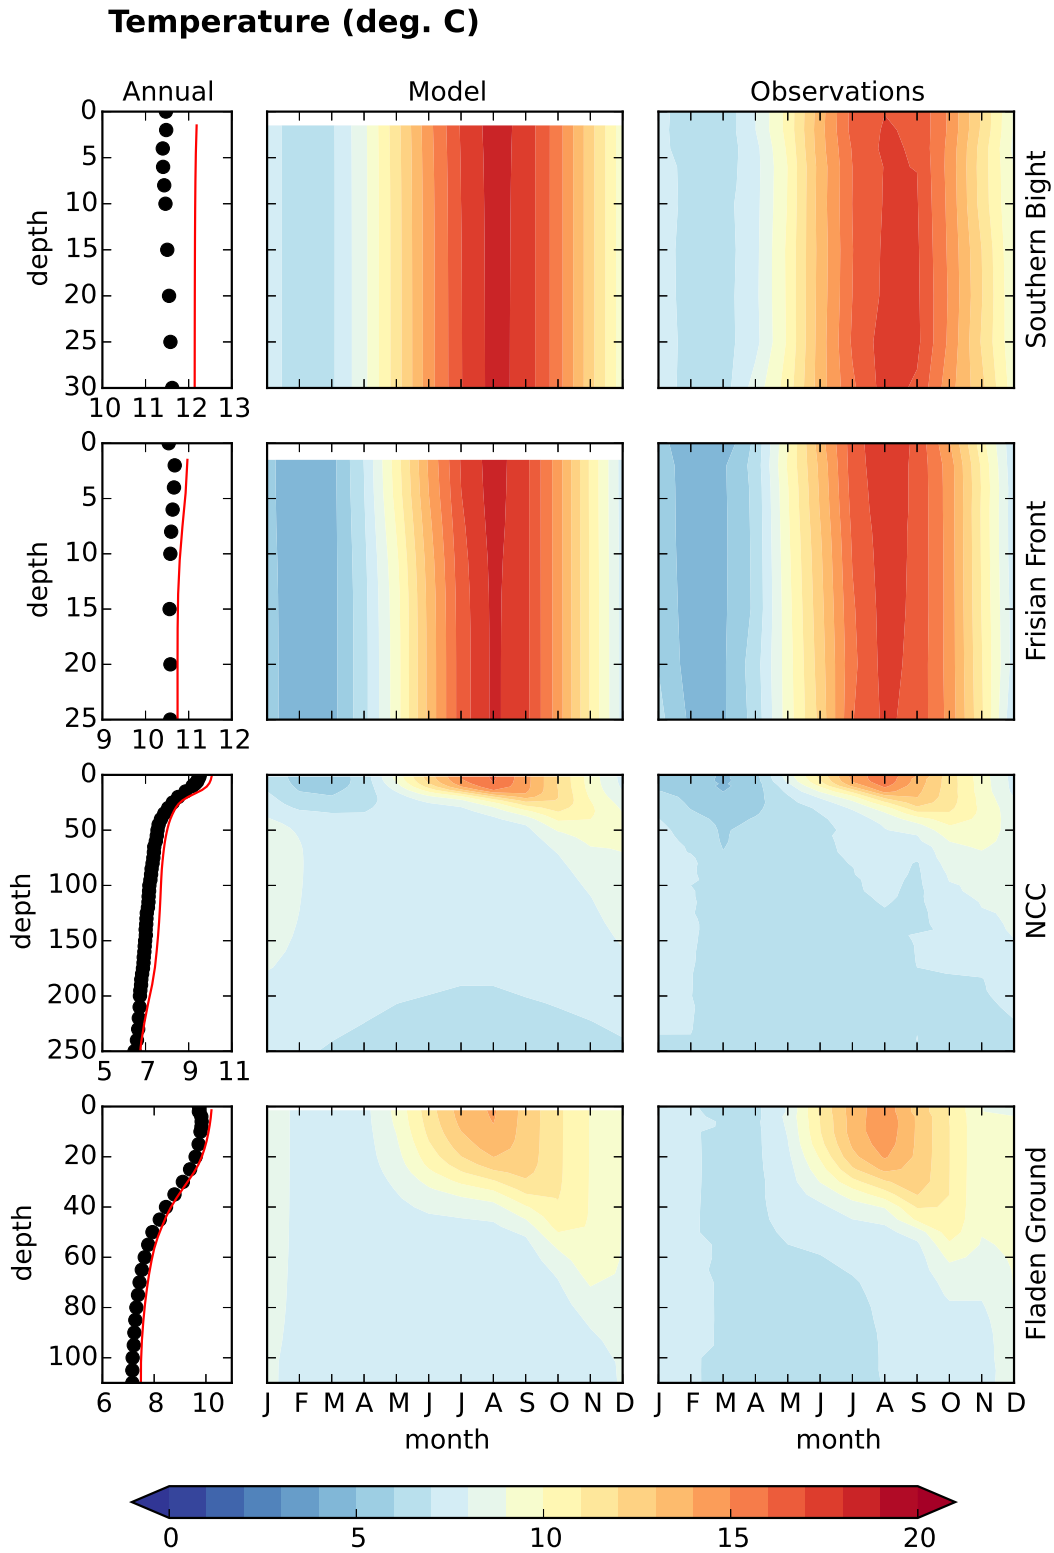 Temperature (deg. C)
Annual Model Observations
0
5
10
15
20
25
30
depth
10 11 12 13
Southern Bight
0
5
10
15
20
25
depth
9 10 11 12
Frisian Front
0
50
100
150
200
250
depth
5 7 9 11
NCC
0
20
40
60
80
100
depth
6 8 10
J F M A M J J A S O N D
J F M A M J J A S O N D
month month
Fladen Ground
0 5 10 15 20